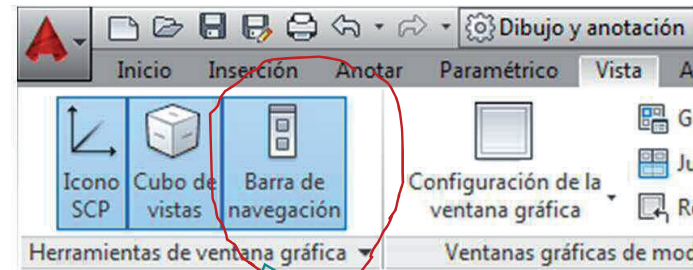 Dibujo y anotación
Inicio Inserción Anotar Paramétrico Vista A
Icono SCP
Cubo de vistas
Barra de navegación
Configuración de la ventana gráfica
G
Ju
R
Herramientas de ventana gráfica
Ventanas gráficas de mod